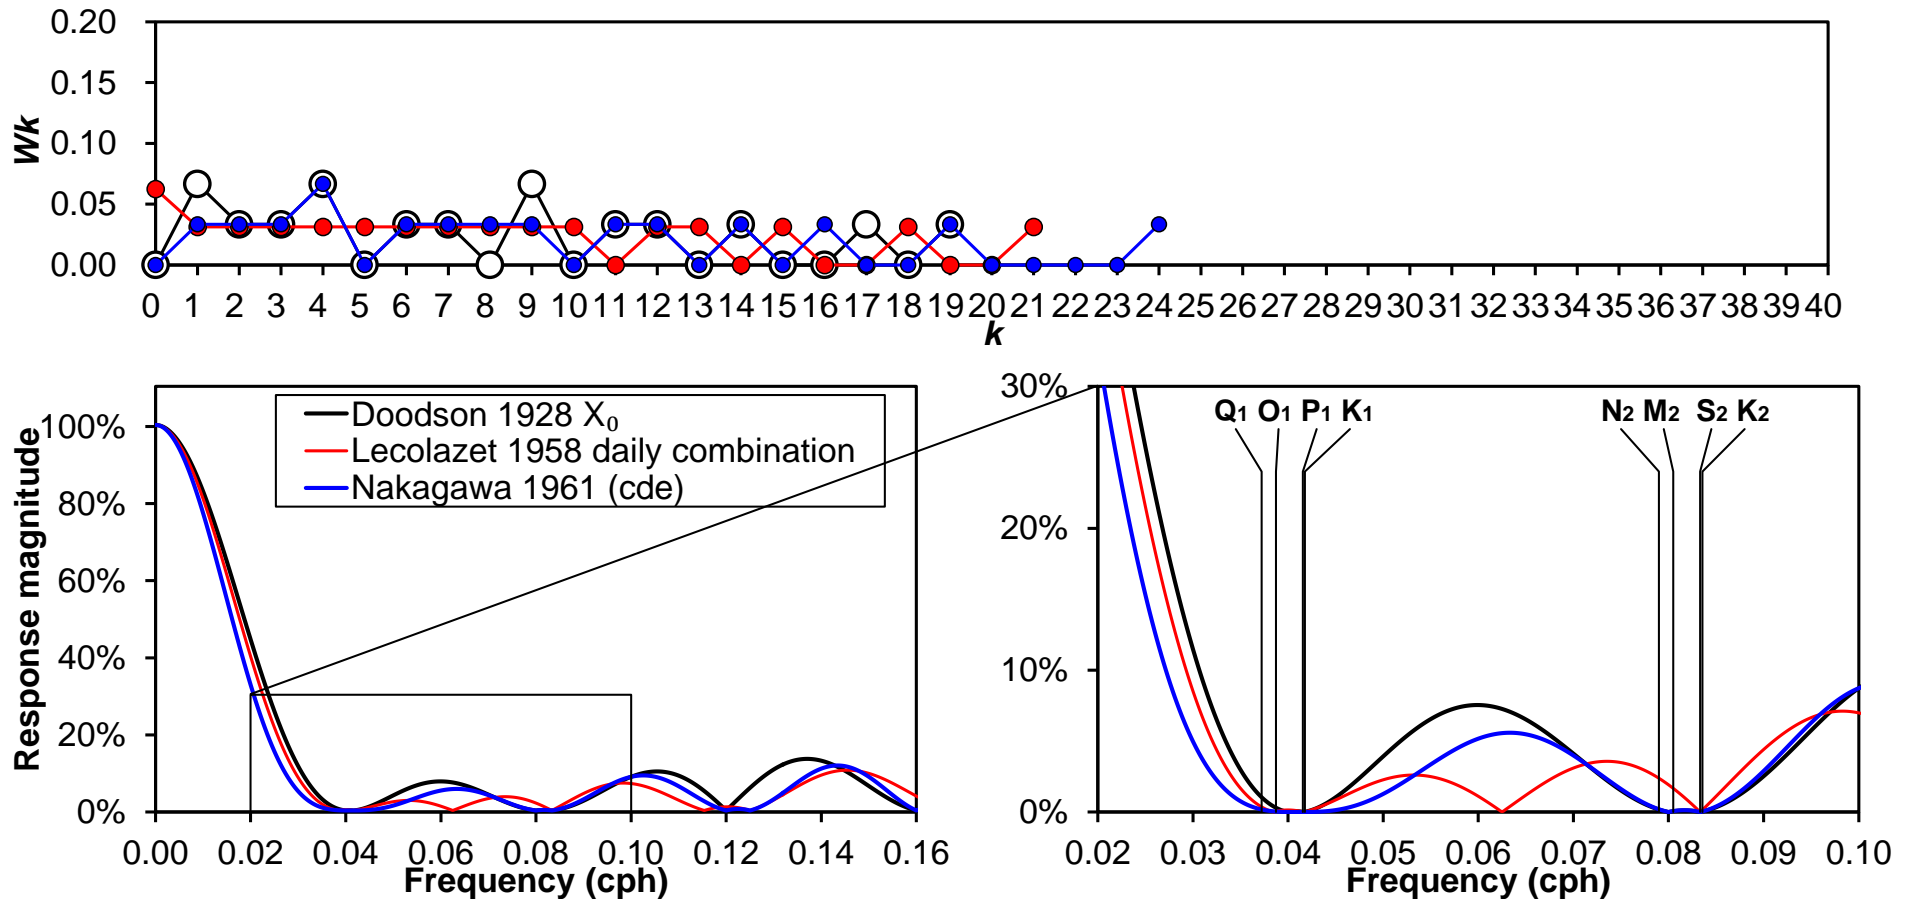 0.20
0.15
0.10
0.05
0.00
Wk
0 1 2 3 4 5 6 7 8 9 10 11 12 13 14 15 16 17 18 19 20 21 22 23 24 25 26 27 28 29 30 31 32 33 34 35 36 37 38 39 40
k
Doodson 1928 X₀
Lecolazet 1958 daily combination
Nakagawa 1961 (cde)
100%
80%
60%
40%
20%
0%
Response magnitude
0.00 0.02 0.04 0.06 0.08 0.10 0.12 0.14 0.16
Frequency (cph)
30%
20%
10%
0%
Q1 O1 P1 K1 N2 M2 S2 K2
0.02 0.03 0.04 0.05 0.06 0.07 0.08 0.09 0.10
Frequency (cph)